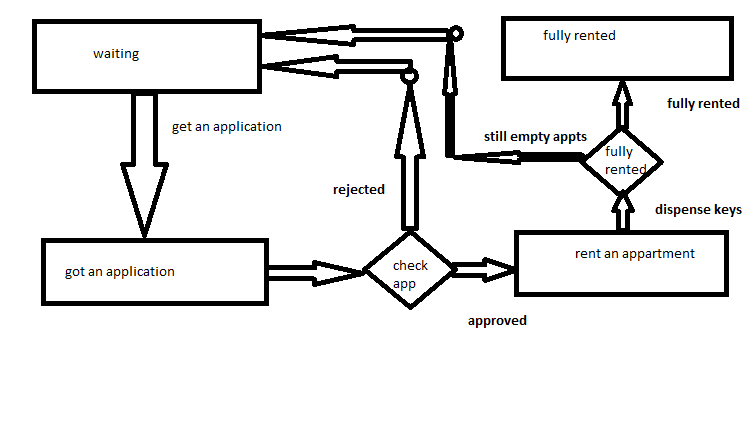 waiting
fully rented
fully rented
get an application
still empty appts
fully
rented
rejected
dispense keys
rent an appartment
got an application
check
app
approved